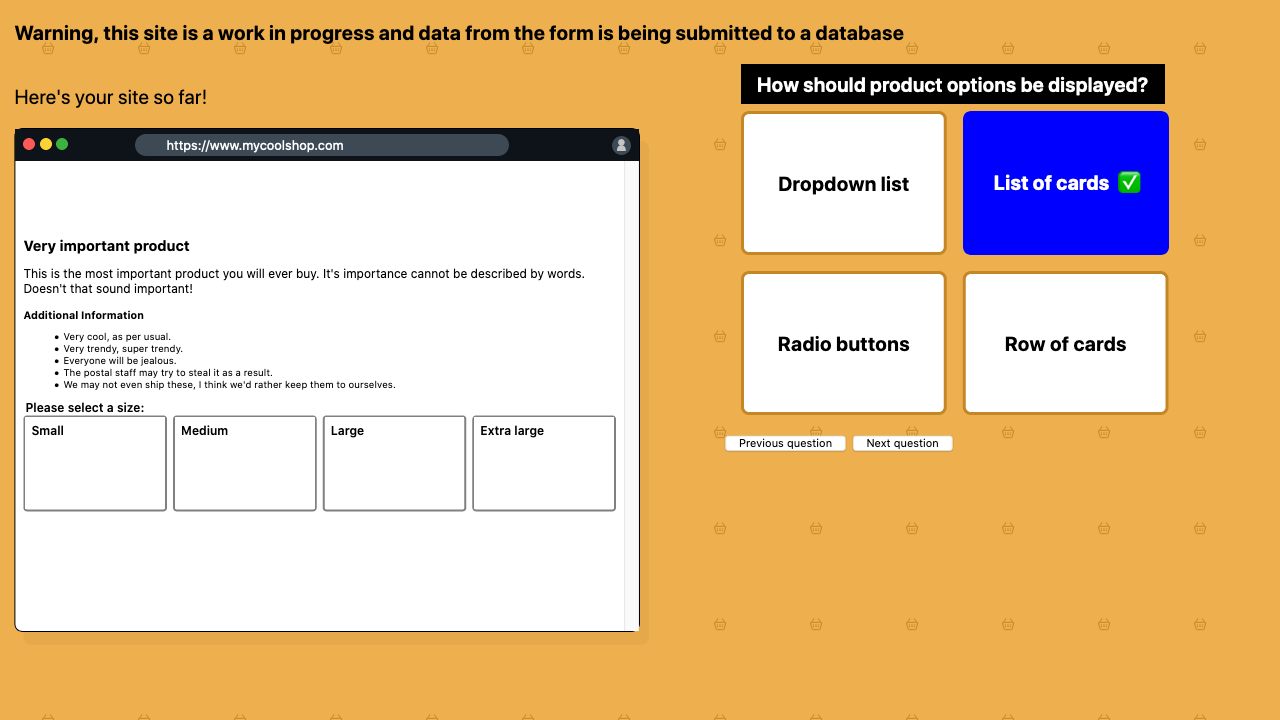 Warning, this site is a work in progress and data from the form is being submitted to a database
Here's your site so far!
https://www.mycoolshop.com
Very important product
This is the most important product you will ever buy. It's importance cannot be described by words.
Doesn't that sound important!
Additional Information
• Very cool, as per usual.
• Very trendy, super trendy.
• Everyone will be jealous.
• The postal staff may try to steal it as a result.
• We may not even ship these, I think we'd rather keep them to ourselves.
Please select a size:
Small
Medium
Large
Extra large
How should product options be displayed?
Dropdown list
List of cards ✅
Radio buttons
Row of cards
Previous question
Next question